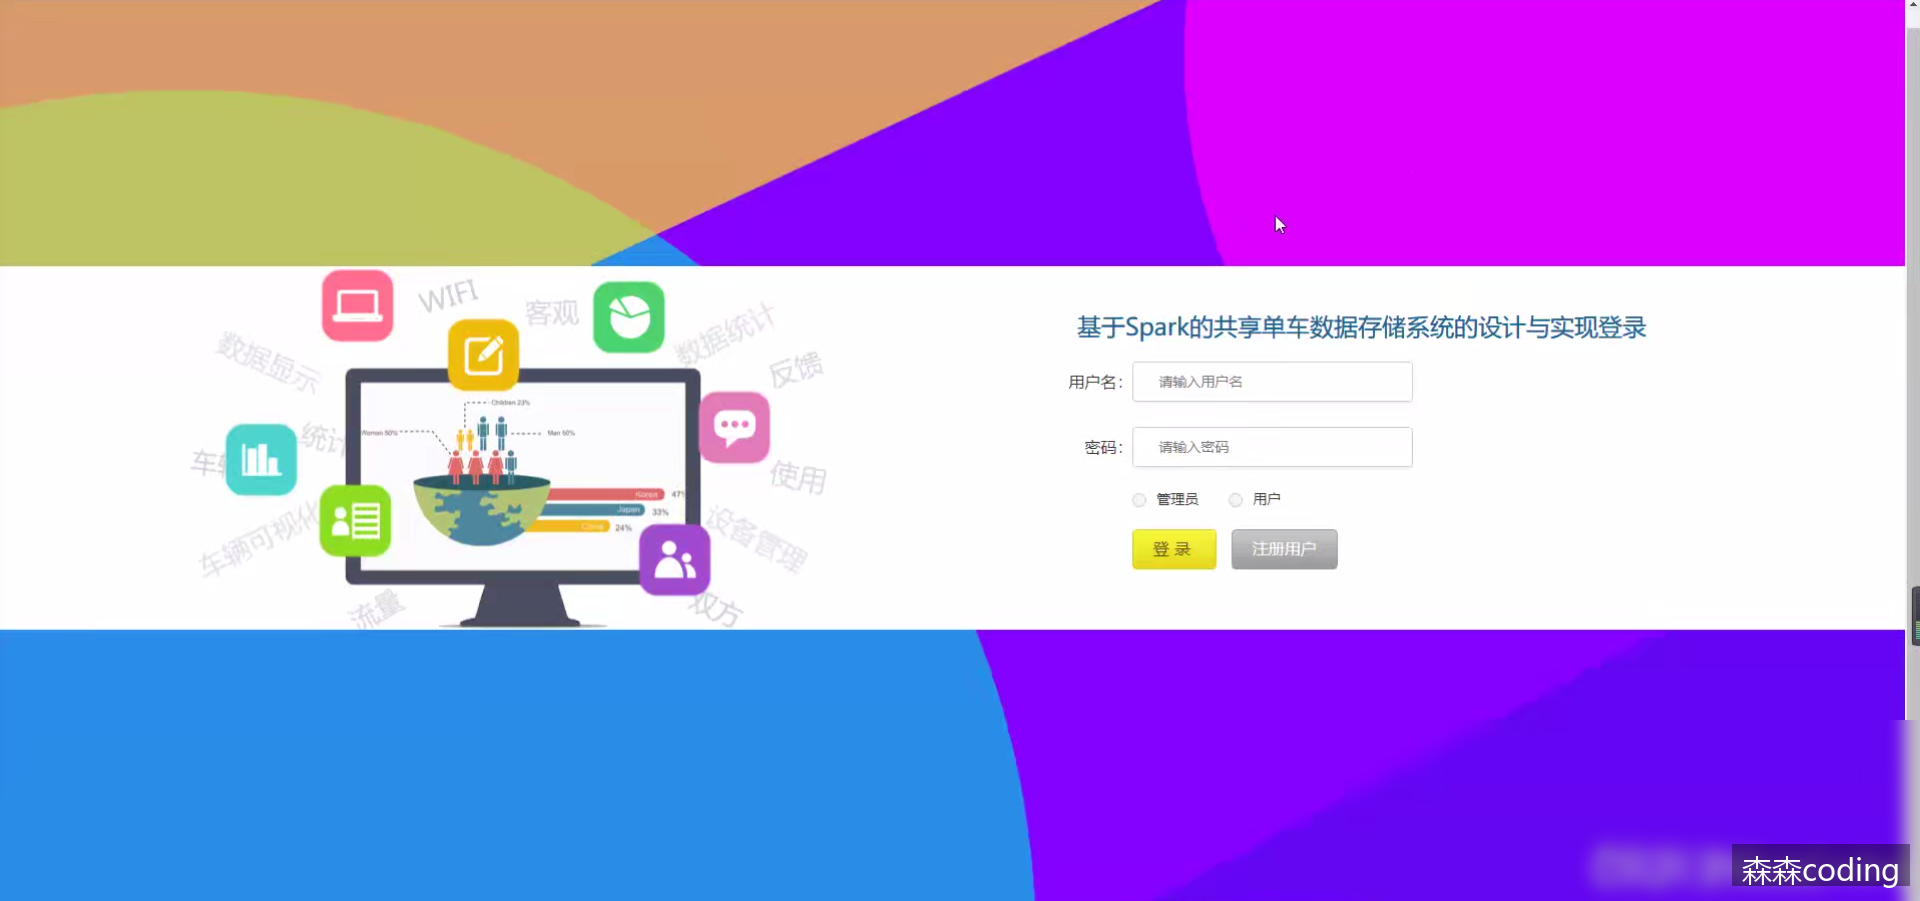 WIFI
客观
数据统计
数据显示
反馈
Children 23%
Women 50%
Man 50%
统计
使用
车辆可视化
Korea 47%
Japan 33%
China 24%
设备管理
流量
双方
基于Spark的共享单车数据存储系统的设计与实现登录
用户名：
请输入用户名
密码：
请输入密码
管理员
用户
登 录
注册用户
森森coding